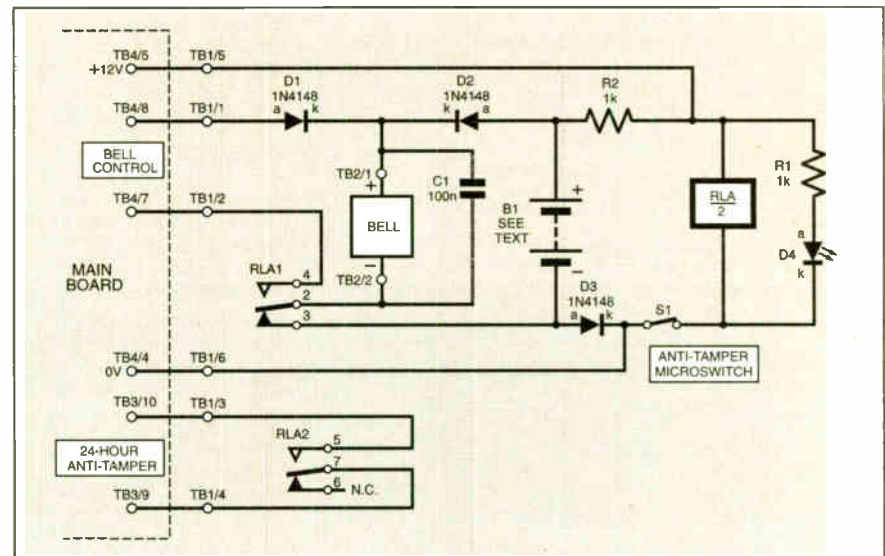 TB4/5 TB1/5
+12V
D1
1N4148
a k
D2
1N4148
k a
R2
1k
TB4/8 TB1/1
BELL
CONTROL
TB2/1
+
C1
100n
BELL
+
B1
SEE
TEXT
−
RLA
2
R1
1k
a
D4
k
TB4/7 TB1/2
MAIN
BOARD
RLA1
4
2
3
−
TB2/2
D3
1N4148
a k
S1
ANTI-TAMPER
MICROSWITCH
TB4/4 TB1/6
0V
TB3/10 TB1/3
24-HOUR
ANTI-TAMPER
RLA2
5
7
6 N.C.
TB3/9 TB1/4